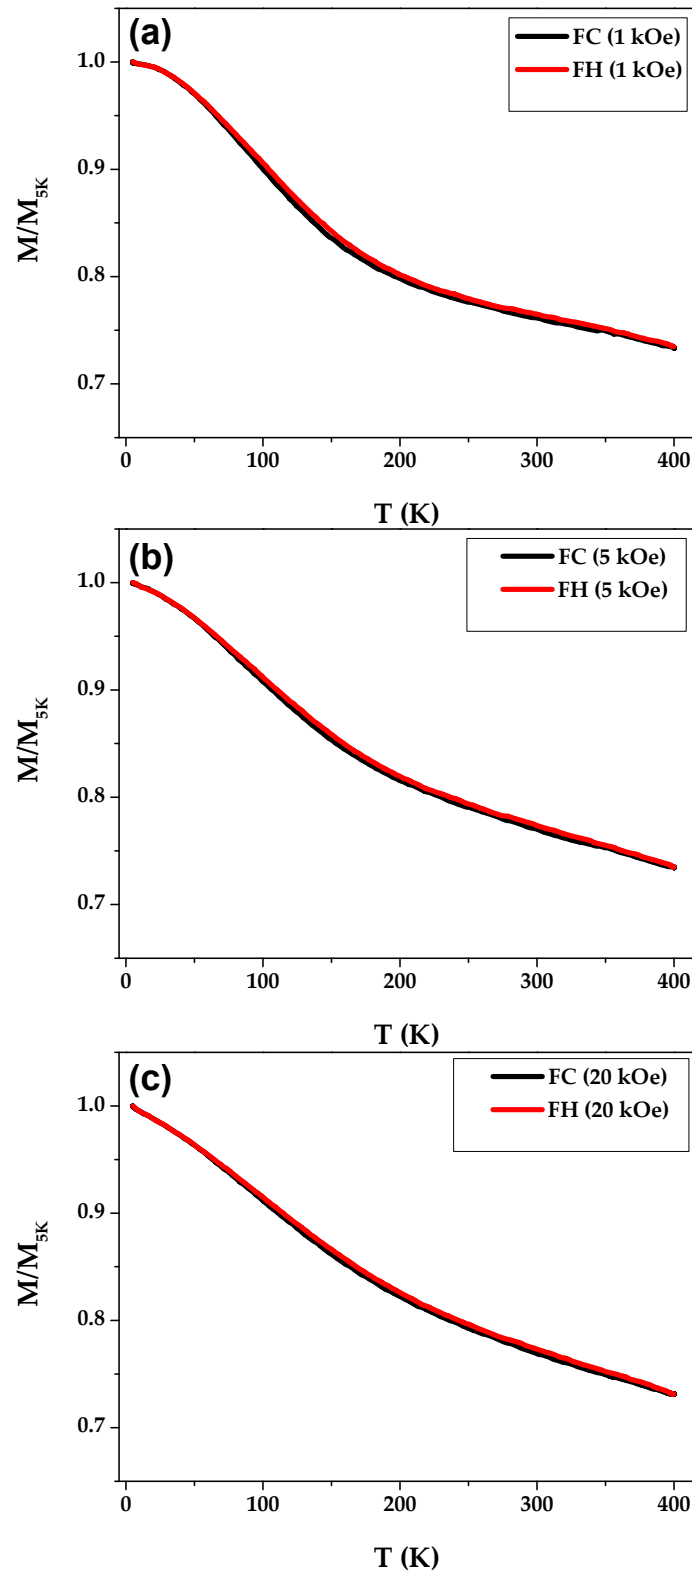 (a)
FC (1 kOe)
FH (1 kOe)
1.0
0.9
0.8
0.7
M/M5K
0 100 200 300 400
T (K)
(b)
FC (5 kOe)
FH (5 kOe)
1.0
0.9
0.8
0.7
M/M5K
0 100 200 300 400
T (K)
(c)
FC (20 kOe)
FH (20 kOe)
1.0
0.9
0.8
0.7
M/M5K
0 100 200 300 400
T (K)